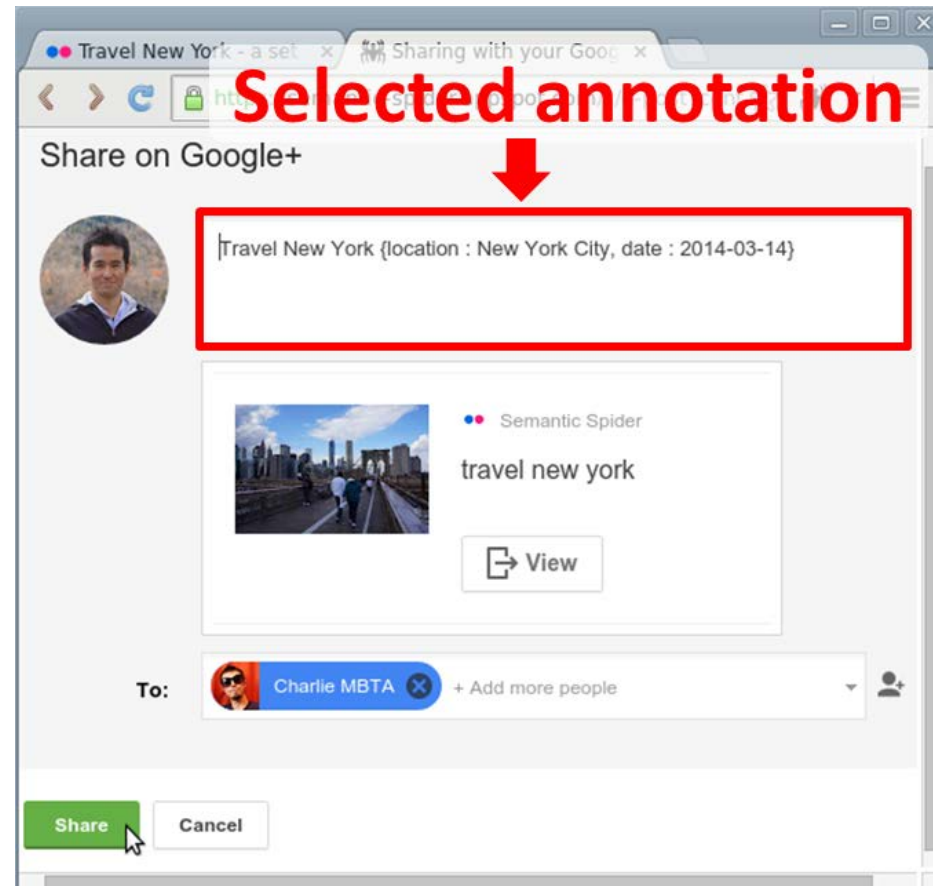 Travel New York - a set
Sharing with your Goog
Selected annotation
Share on Google+
Travel New York {location : New York City, date : 2014-03-14}
Semantic Spider
travel new york
View
To:
Charlie MBTA
+ Add more people
Share
Cancel